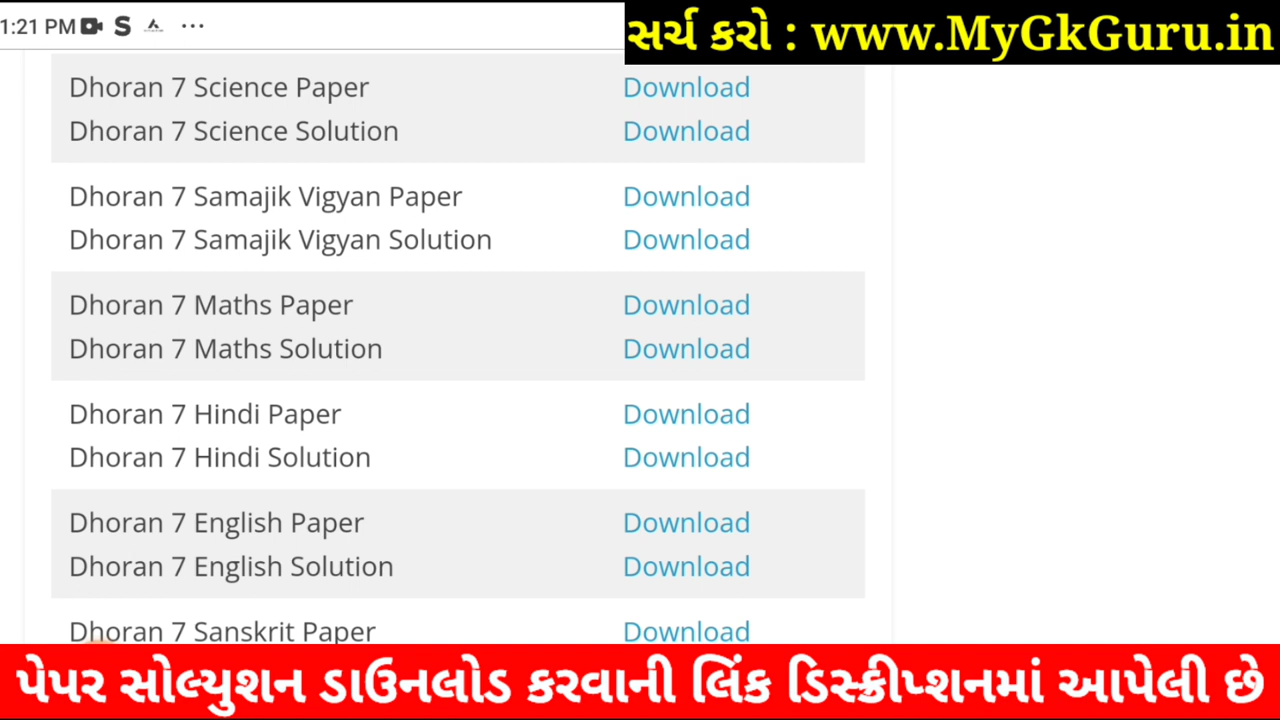 1:21 PM
સર્ચ કરો : www.MyGkGuru.in
Dhoran 7 Science Paper Download
Dhoran 7 Science Solution Download
Dhoran 7 Samajik Vigyan Paper Download
Dhoran 7 Samajik Vigyan Solution Download
Dhoran 7 Maths Paper Download
Dhoran 7 Maths Solution Download
Dhoran 7 Hindi Paper Download
Dhoran 7 Hindi Solution Download
Dhoran 7 English Paper Download
Dhoran 7 English Solution Download
Dhoran 7 Sanskrit Paper Download
પેપર સોલ્યુશન ડાઉનલોડ કરવાની લિંક ડિસ્ક્રીપ્શનમાં આપેલી છે